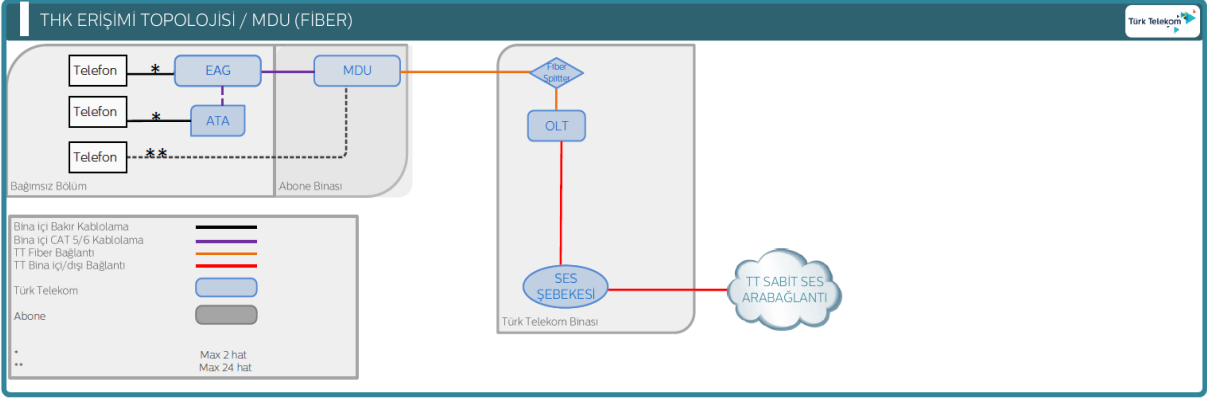 THK ERİŞİMİ TOPOLOJİSİ / MDU (FİBER)
Türk Telekom
Telefon
*
EAG
MDU
Fiber
Splitter
Telefon
*
ATA
OLT
Telefon
**
Bağımsız Bölüm
Abone Binası
Bina içi Bakır Kablolama
Bina içi CAT 5/6 Kablolama
TT Fiber Bağlantı
TT Bina içi/dışı Bağlantı
Türk Telekom
Abone
* Max 2 hat
** Max 24 hat
SES
ŞEBEKESİ
Türk Telekom Binası
TT SABİT SES
ARABAĞLANTI